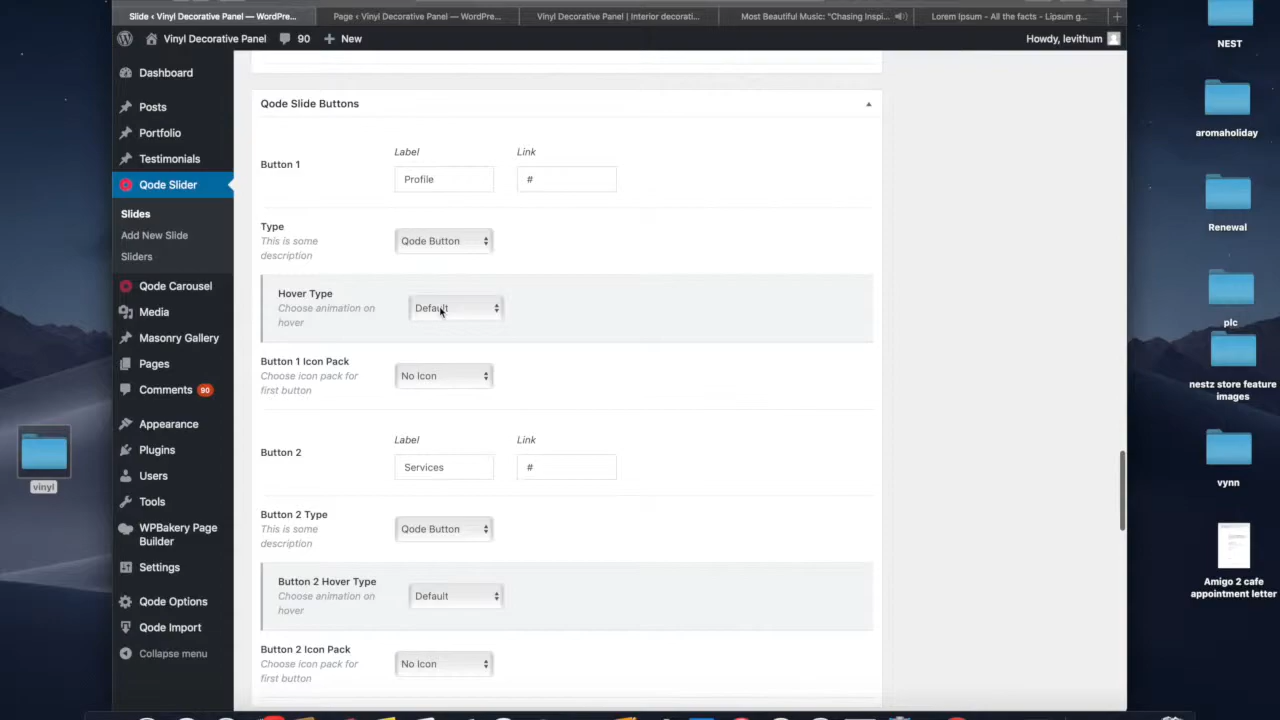 Slide ‹ Vinyl Decorative Panel — WordPre...
Page ‹ Vinyl Decorative Panel — WordPre...
Vinyl Decorative Panel | Interior decorati...
Most Beautiful Music: "Chasing Inspi...
Lorem Ipsum - All the facts - Lipsum g...
Vinyl Decorative Panel
90
New
Howdy, levithum
Dashboard
Posts
Portfolio
Testimonials
Qode Slider
Slides
Add New Slide
Sliders
Qode Carousel
Media
Masonry Gallery
Pages
Comments 90
Appearance
Plugins
Users
Tools
WPBakery Page
Builder
Settings
Qode Options
Qode Import
Collapse menu
Qode Slide Buttons
Label Link
Button 1
Profile #
Type
This is some
description
Qode Button
Hover Type
Choose animation on
hover
Default
Button 1 Icon Pack
Choose icon pack for
first button
No Icon
Label Link
Button 2
Services #
Button 2 Type
This is some
description
Qode Button
Button 2 Hover Type
Choose animation on
hover
Default
Button 2 Icon Pack
Choose icon pack for
first button
No Icon
vinyl
NEST
aromaholiday
Renewal
plc
nestz store feature
images
vynn
Amigo 2 cafe
appointment letter